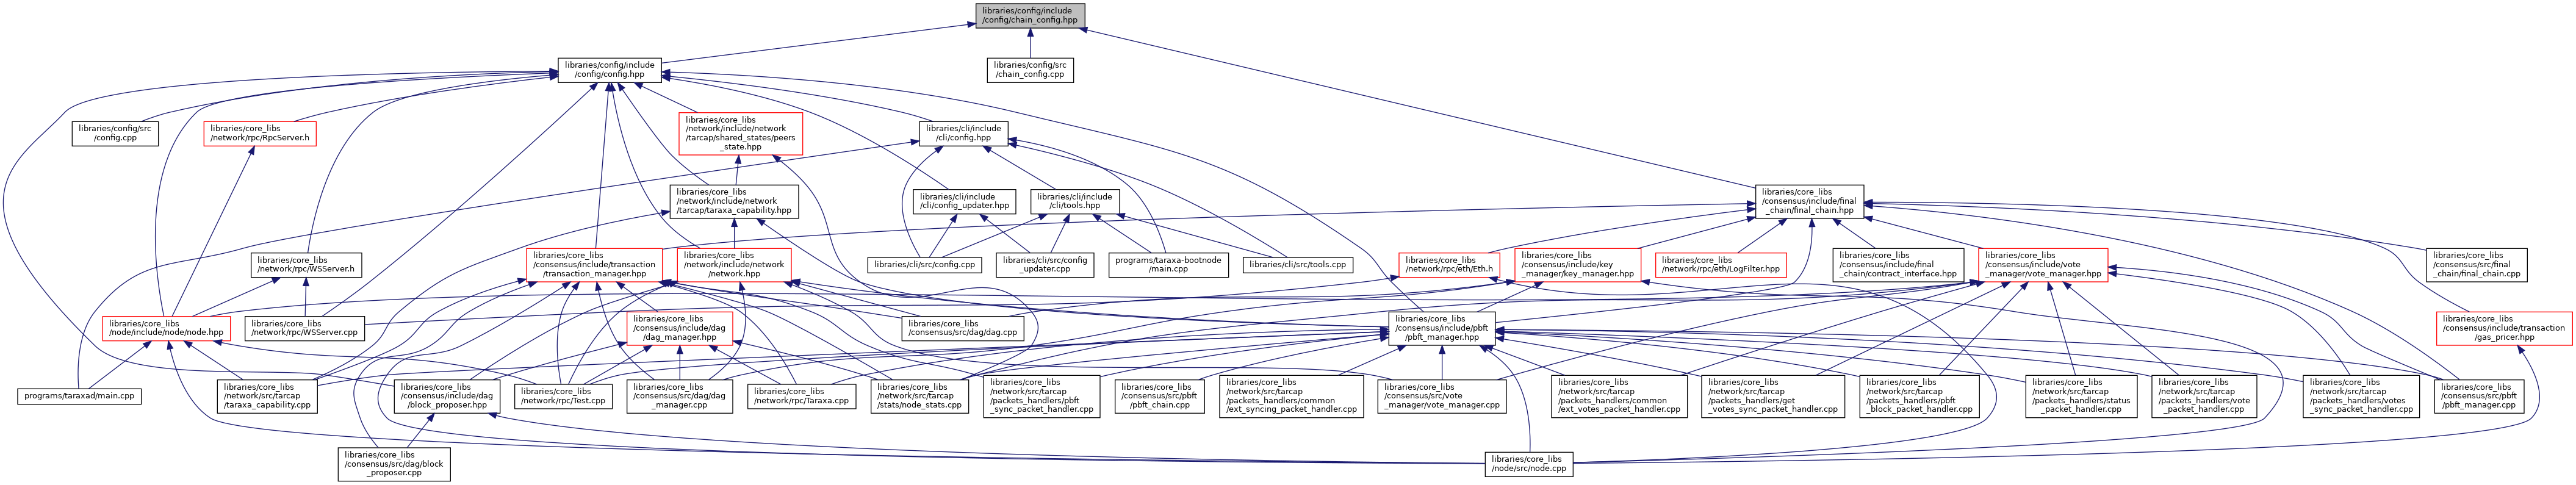 libraries/config/include
/config/chain_config.hpp
libraries/config/include
/config/config.hpp
libraries/config/src
/chain_config.cpp
libraries/config/src
/config.cpp
libraries/core_libs
/network/rpc/RpcServer.h
libraries/core_libs
/network/include/network
/tarcap/shared_states/peers
_state.hpp
libraries/cli/include
/cli/config.hpp
libraries/core_libs
/network/include/network
/tarcap/taraxa_capability.hpp
libraries/cli/include
/cli/config_updater.hpp
libraries/cli/include
/cli/tools.hpp
libraries/core_libs
/consensus/include/final
_chain/final_chain.hpp
libraries/core_libs
/network/rpc/WSServer.h
libraries/core_libs
/consensus/include/transaction
/transaction_manager.hpp
libraries/core_libs
/network/include/network
/network.hpp
libraries/cli/src/config.cpp
libraries/cli/src/config
_updater.cpp
programs/taraxa-bootnode
/main.cpp
libraries/cli/src/tools.cpp
libraries/core_libs
/network/rpc/eth/Eth.h
libraries/core_libs
/consensus/include/key
_manager/key_manager.hpp
libraries/core_libs
/network/rpc/eth/LogFilter.hpp
libraries/core_libs
/consensus/include/final
_chain/contract_interface.hpp
libraries/core_libs
/consensus/include/vote
_manager/vote_manager.hpp
libraries/core_libs
/consensus/src/final
_chain/final_chain.cpp
libraries/core_libs
/node/include/node/node.hpp
libraries/core_libs
/network/rpc/WSServer.cpp
libraries/core_libs
/consensus/include/dag
/dag_manager.hpp
libraries/core_libs
/consensus/src/dag/dag.cpp
libraries/core_libs
/consensus/include/pbft
/pbft_manager.hpp
libraries/core_libs
/consensus/include/transaction
/gas_pricer.hpp
programs/taraxad/main.cpp
libraries/core_libs
/network/src/tarcap
/taraxa_capability.cpp
libraries/core_libs
/consensus/include/dag
/block_proposer.hpp
libraries/core_libs
/network/rpc/Test.cpp
libraries/core_libs
/consensus/src/dag/dag
_manager.cpp
libraries/core_libs
/network/rpc/Taraxa.cpp
libraries/core_libs
/network/src/tarcap
/stats/node_stats.cpp
libraries/core_libs
/network/src/tarcap
/packets_handlers/pbft
_sync_packet_handler.cpp
libraries/core_libs
/consensus/src/pbft
/pbft_chain.cpp
libraries/core_libs
/network/src/tarcap
/packets_handlers/common
/ext_syncing_packet_handler.cpp
libraries/core_libs
/consensus/src/vote
_manager/vote_manager.cpp
libraries/core_libs
/network/src/tarcap
/packets_handlers/common
/ext_votes_packet_handler.cpp
libraries/core_libs
/network/src/tarcap
/packets_handlers/get
_votes_sync_packet_handler.cpp
libraries/core_libs
/network/src/tarcap
/packets_handlers/pbft
_block_packet_handler.cpp
libraries/core_libs
/network/src/tarcap
/packets_handlers/status
_packet_handler.cpp
libraries/core_libs
/network/src/tarcap
/packets_handlers/vote
_packet_handler.cpp
libraries/core_libs
/network/src/tarcap
/packets_handlers/votes
_sync_packet_handler.cpp
libraries/core_libs
/consensus/src/pbft
/pbft_manager.cpp
libraries/core_libs
/consensus/src/dag/block
_proposer.cpp
libraries/core_libs
/node/src/node.cpp